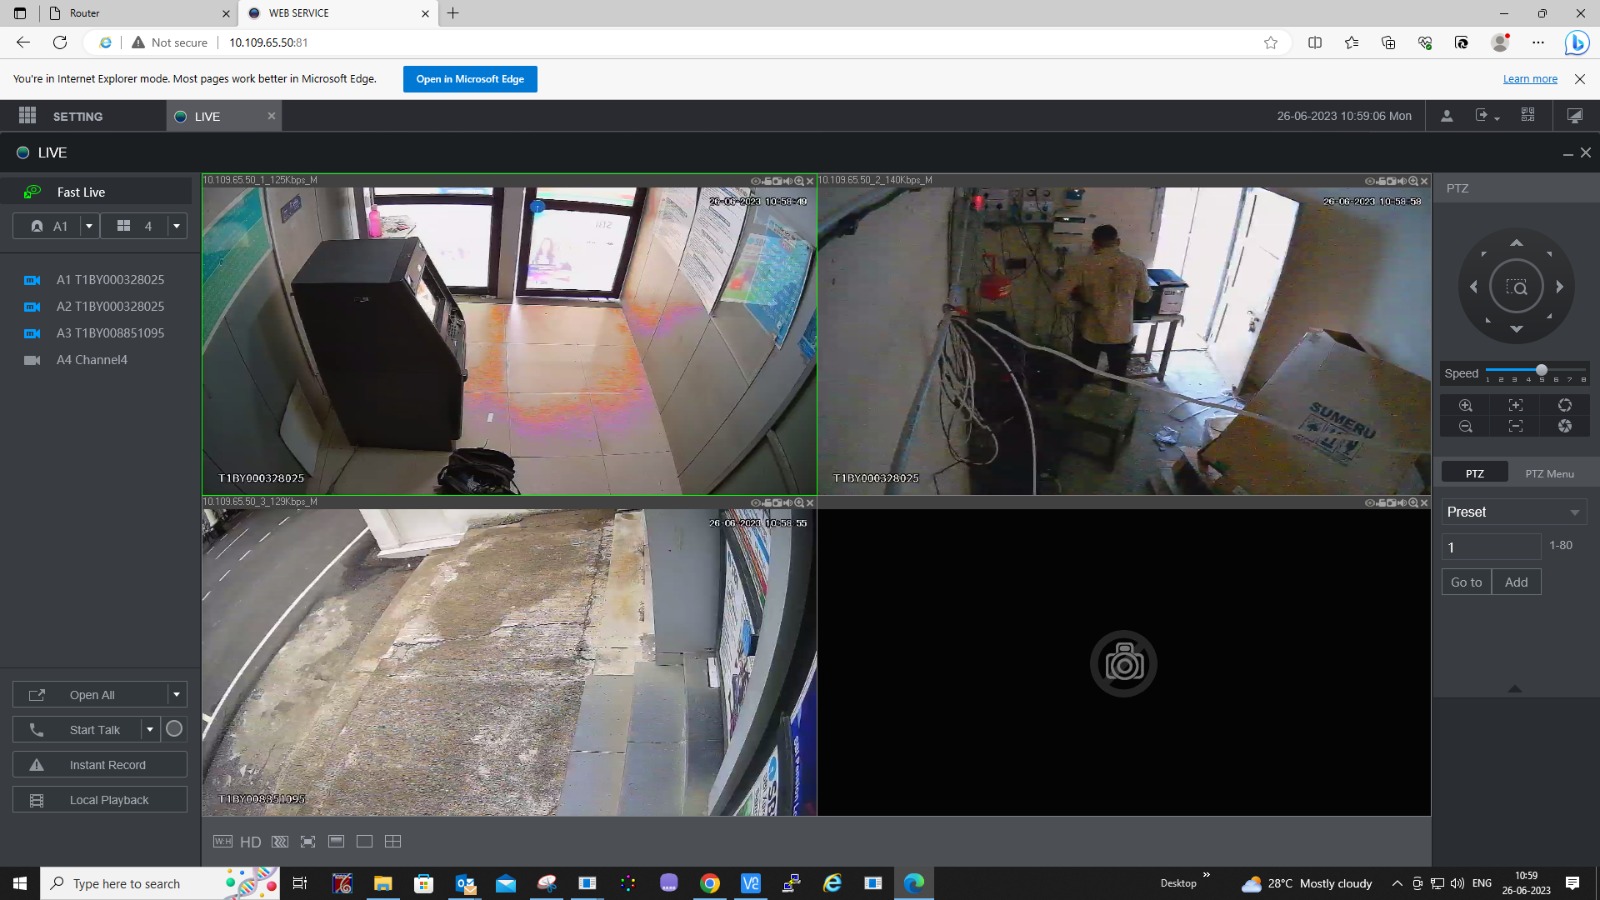 Router
WEB SERVICE
Not secure
10.109.65.50:81
You're in Internet Explorer mode. Most pages work better in Microsoft Edge.
Open in Microsoft Edge
Learn more
SETTING
LIVE
26-06-2023 10:59:06 Mon
LIVE
Fast Live
A1
4
A1 T1BY000328025
A2 T1BY000328025
A3 T1BY008851095
A4 Channel4
Open All
Start Talk
Instant Record
Local Playback
10.109.65.50_1_125Kbps_M
26-06-2023 10:58:49
T1BY000328025
10.109.65.50_2_140Kbps_M
26-06-2023 10:58:58
SUMERU
T1BY000328025
10.109.65.50_3_129Kbps_M
26-06-2023 10:58:55
T1BY008851095
W:H
HD
PTZ
Speed
1 2 3 4 5 6 7 8
PTZ
PTZ Menu
Preset
1
1-80
Go to
Add
Type here to search
Desktop
28°C Mostly cloudy
ENG
10:59
26-06-2023